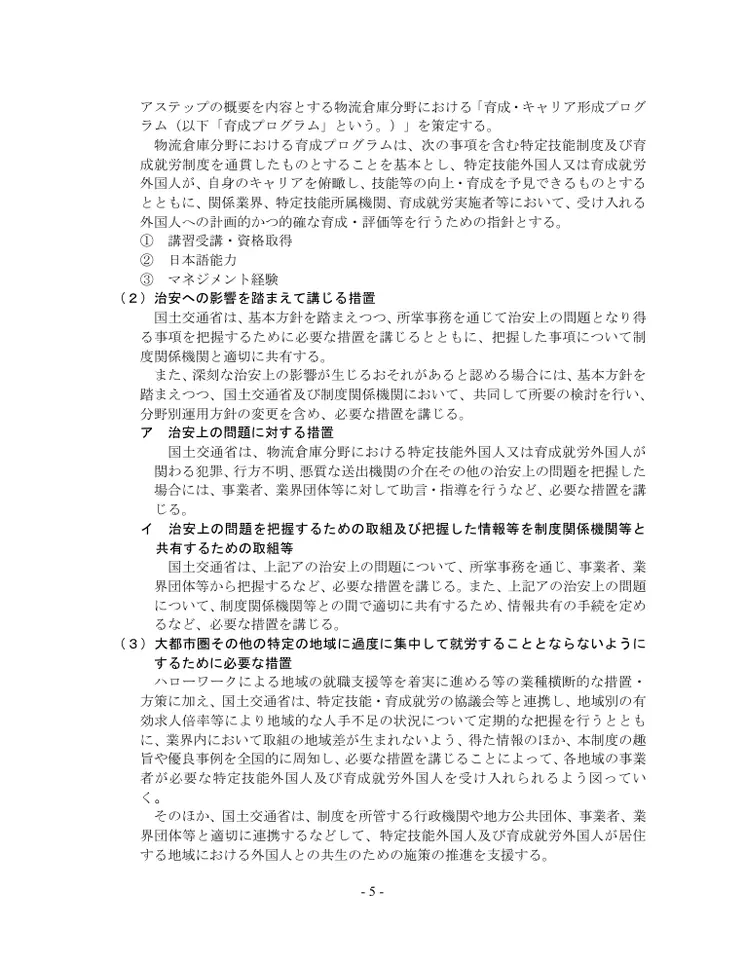 アステップの概要を内容とする物流倉庫分野における「育成・キャリア形成プログ
ラム（以下「育成プログラム」という。）」を策定する。
物流倉庫分野における育成プログラムは、次の事項を含む特定技能制度及び育
成就労制度を通貫したものとすることを基本とし、特定技能外国人又は育成就労
外国人が、自身のキャリアを俯瞰し、技能等の向上・育成を予見できるものとする
とともに、関係業界、特定技能所属機関、育成就労実施者等において、受け入れる
外国人への計画的かつ的確な育成・評価等を行うための指針とする。
① 講習受講・資格取得
② 日本語能力
③ マネジメント経験
（２）治安への影響を踏まえて講じる措置
国土交通省は、基本方針を踏まえつつ、所掌事務を通じて治安上の問題となり得
る事項を把握するために必要な措置を講じるとともに、把握した事項について制
度関係機関と適切に共有する。
また、深刻な治安上の影響が生じるおそれがあると認める場合には、基本方針を
踏まえつつ、国土交通省及び制度関係機関において、共同して所要の検討を行い、
分野別運用方針の変更を含め、必要な措置を講じる。
ア 治安上の問題に対する措置
国土交通省は、物流倉庫分野における特定技能外国人又は育成就労外国人が
関わる犯罪、行方不明、悪質な送出機関の介在その他の治安上の問題を把握した
場合には、事業者、業界団体等に対して助言・指導を行うなど、必要な措置を講
じる。
イ 治安上の問題を把握するための取組及び把握した情報等を制度関係機関等と
共有するための取組等
国土交通省は、上記アの治安上の問題について、所掌事務を通じ、事業者、業
界団体等から把握するなど、必要な措置を講じる。また、上記アの治安上の問題
について、制度関係機関等との間で適切に共有するため、情報共有の手続を定め
るなど、必要な措置を講じる。
（３）大都市圏その他の特定の地域に過度に集中して就労することとならないように
するために必要な措置
ハローワークによる地域の就職支援等を着実に進める等の業種横断的な措置・
方策に加え、国土交通省は、特定技能・育成就労の協議会等と連携し、地域別の有
効求人倍率等により地域的な人手不足の状況について定期的な把握を行うととも
に、業界内において取組の地域差が生まれないよう、得た情報のほか、本制度の趣
旨や優良事例を全国的に周知し、必要な措置を講じることによって、各地域の事業
者が必要な特定技能外国人及び育成就労外国人を受け入れられるよう図ってい
く。
そのほか、国土交通省は、制度を所管する行政機関や地方公共団体、事業者、業
界団体等と適切に連携するなどして、特定技能外国人及び育成就労外国人が居住
する地域における外国人との共生のための施策の推進を支援する。
- 5 -